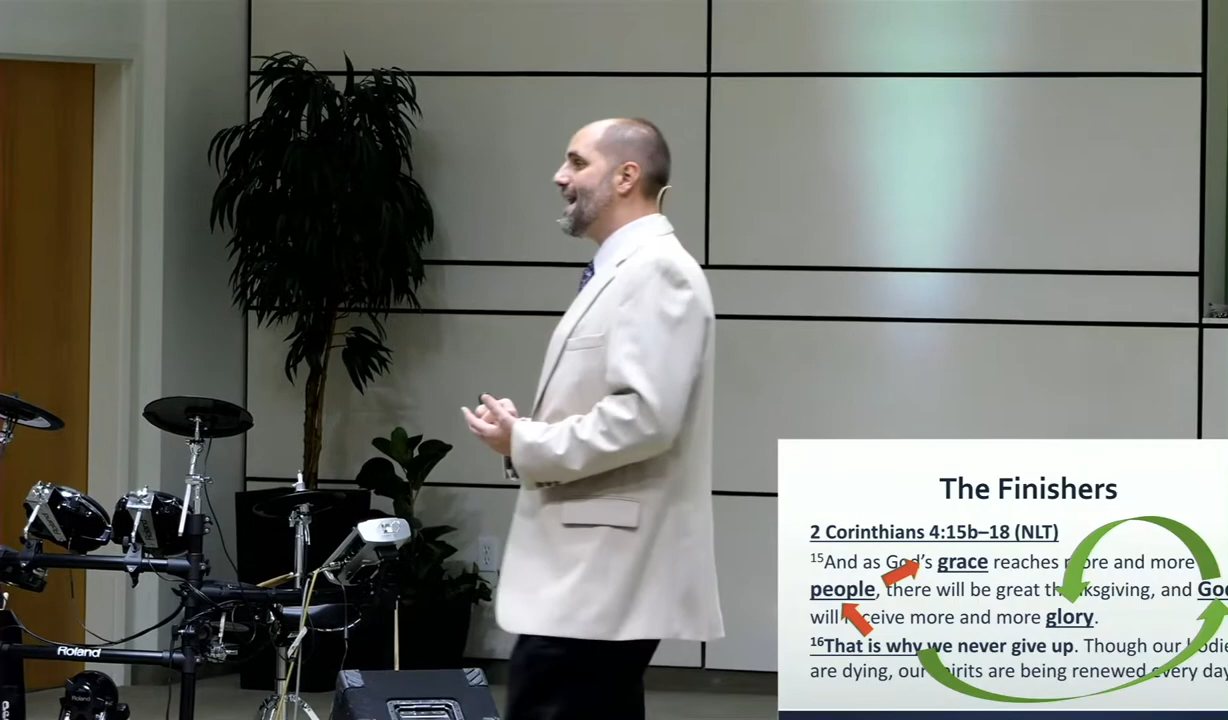 Roland
The Finishers
2 Corinthians 4:15b–18 (NLT)
15And as God's grace reaches more and more
people, there will be great thanksgiving, and God
will receive more and more glory.
16That is why we never give up. Though our bodies
are dying, our spirits are being renewed every day